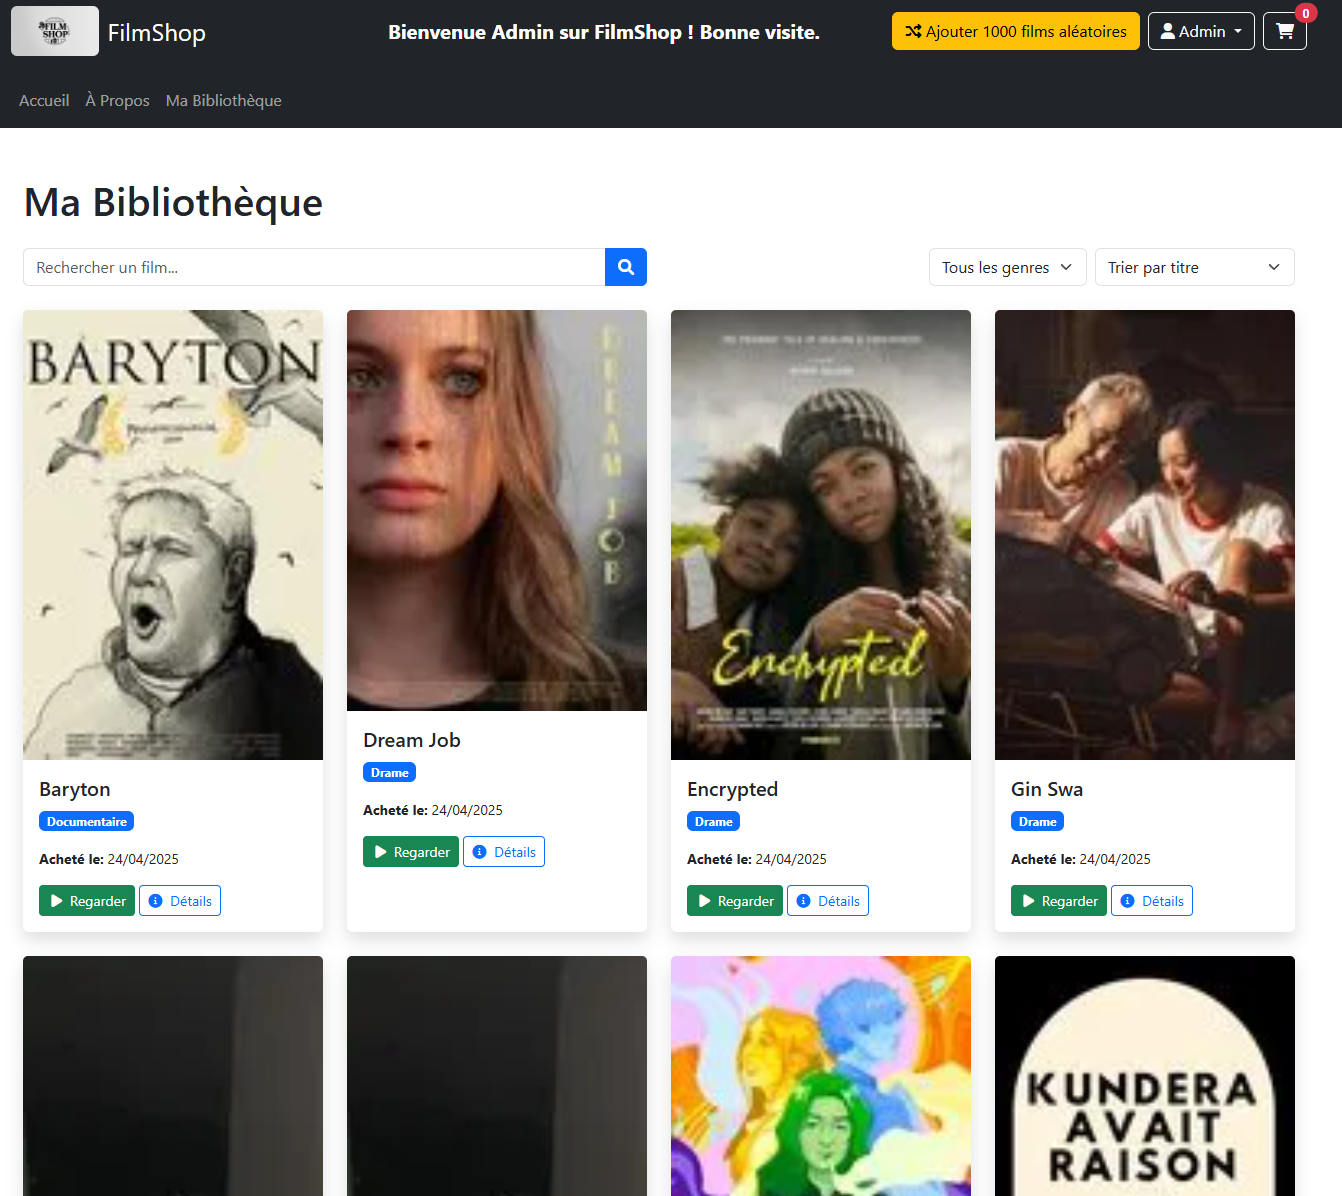 FILM
SHOP
FilmShop
Bienvenue Admin sur FilmShop ! Bonne visite.
Ajouter 1000 films aléatoires
Admin
0
Accueil
À Propos
Ma Bibliothèque
Ma Bibliothèque
Rechercher un film...
Tous les genres
Trier par titre
BARYTON
DREAM JOB
Encrypted
Baryton
Documentaire
Acheté le: 24/04/2025
Regarder
Détails
Dream Job
Drame
Acheté le: 24/04/2025
Regarder
Détails
Encrypted
Drame
Acheté le: 24/04/2025
Regarder
Détails
Gin Swa
Drame
Acheté le: 24/04/2025
Regarder
Détails
KUNDERA
AVAIT
RAISON